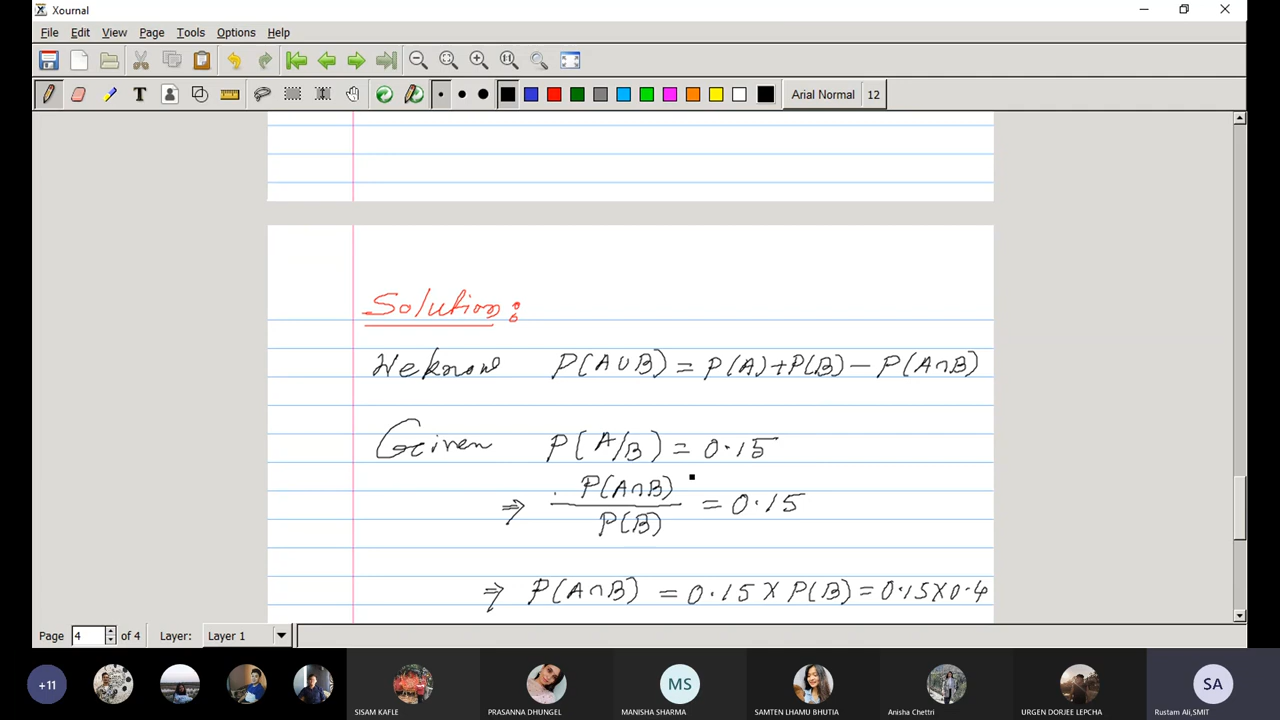 Xournal
File Edit View Page Tools Options Help
Arial Normal 12
Solution:
We know P(A∪B) = P(A)+P(B) − P(A∩B)
Given P(A/B) = 0.15
⇒ P(A∩B) / P(B) = 0.15
⇒ P(A∩B) = 0.15 × P(B) = 0.15×0.4
Page 4 of 4 Layer: Layer 1
+11 MS SA
SISAM KAFLE PRASANNA DHUNGEL MANISHA SHARMA SAMTEN LHAMU BHUTIA Anisha Chettri URGEN DORJEE LEPCHA Rustam Ali,SMIT